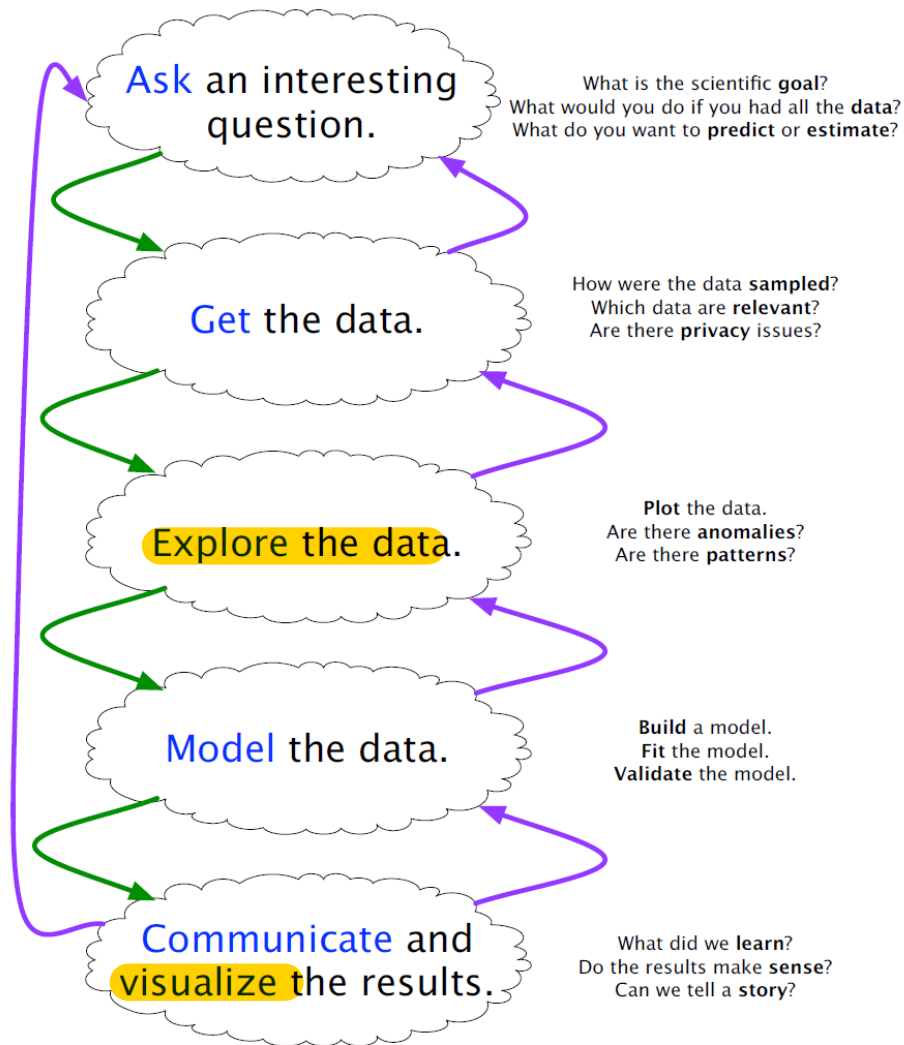 Ask an interesting
question.
What is the scientific goal?
What would you do if you had all the data?
What do you want to predict or estimate?
Get the data.
How were the data sampled?
Which data are relevant?
Are there privacy issues?
Explore the data.
Plot the data.
Are there anomalies?
Are there patterns?
Model the data.
Build a model.
Fit the model.
Validate the model.
Communicate and
visualize the results.
What did we learn?
Do the results make sense?
Can we tell a story?